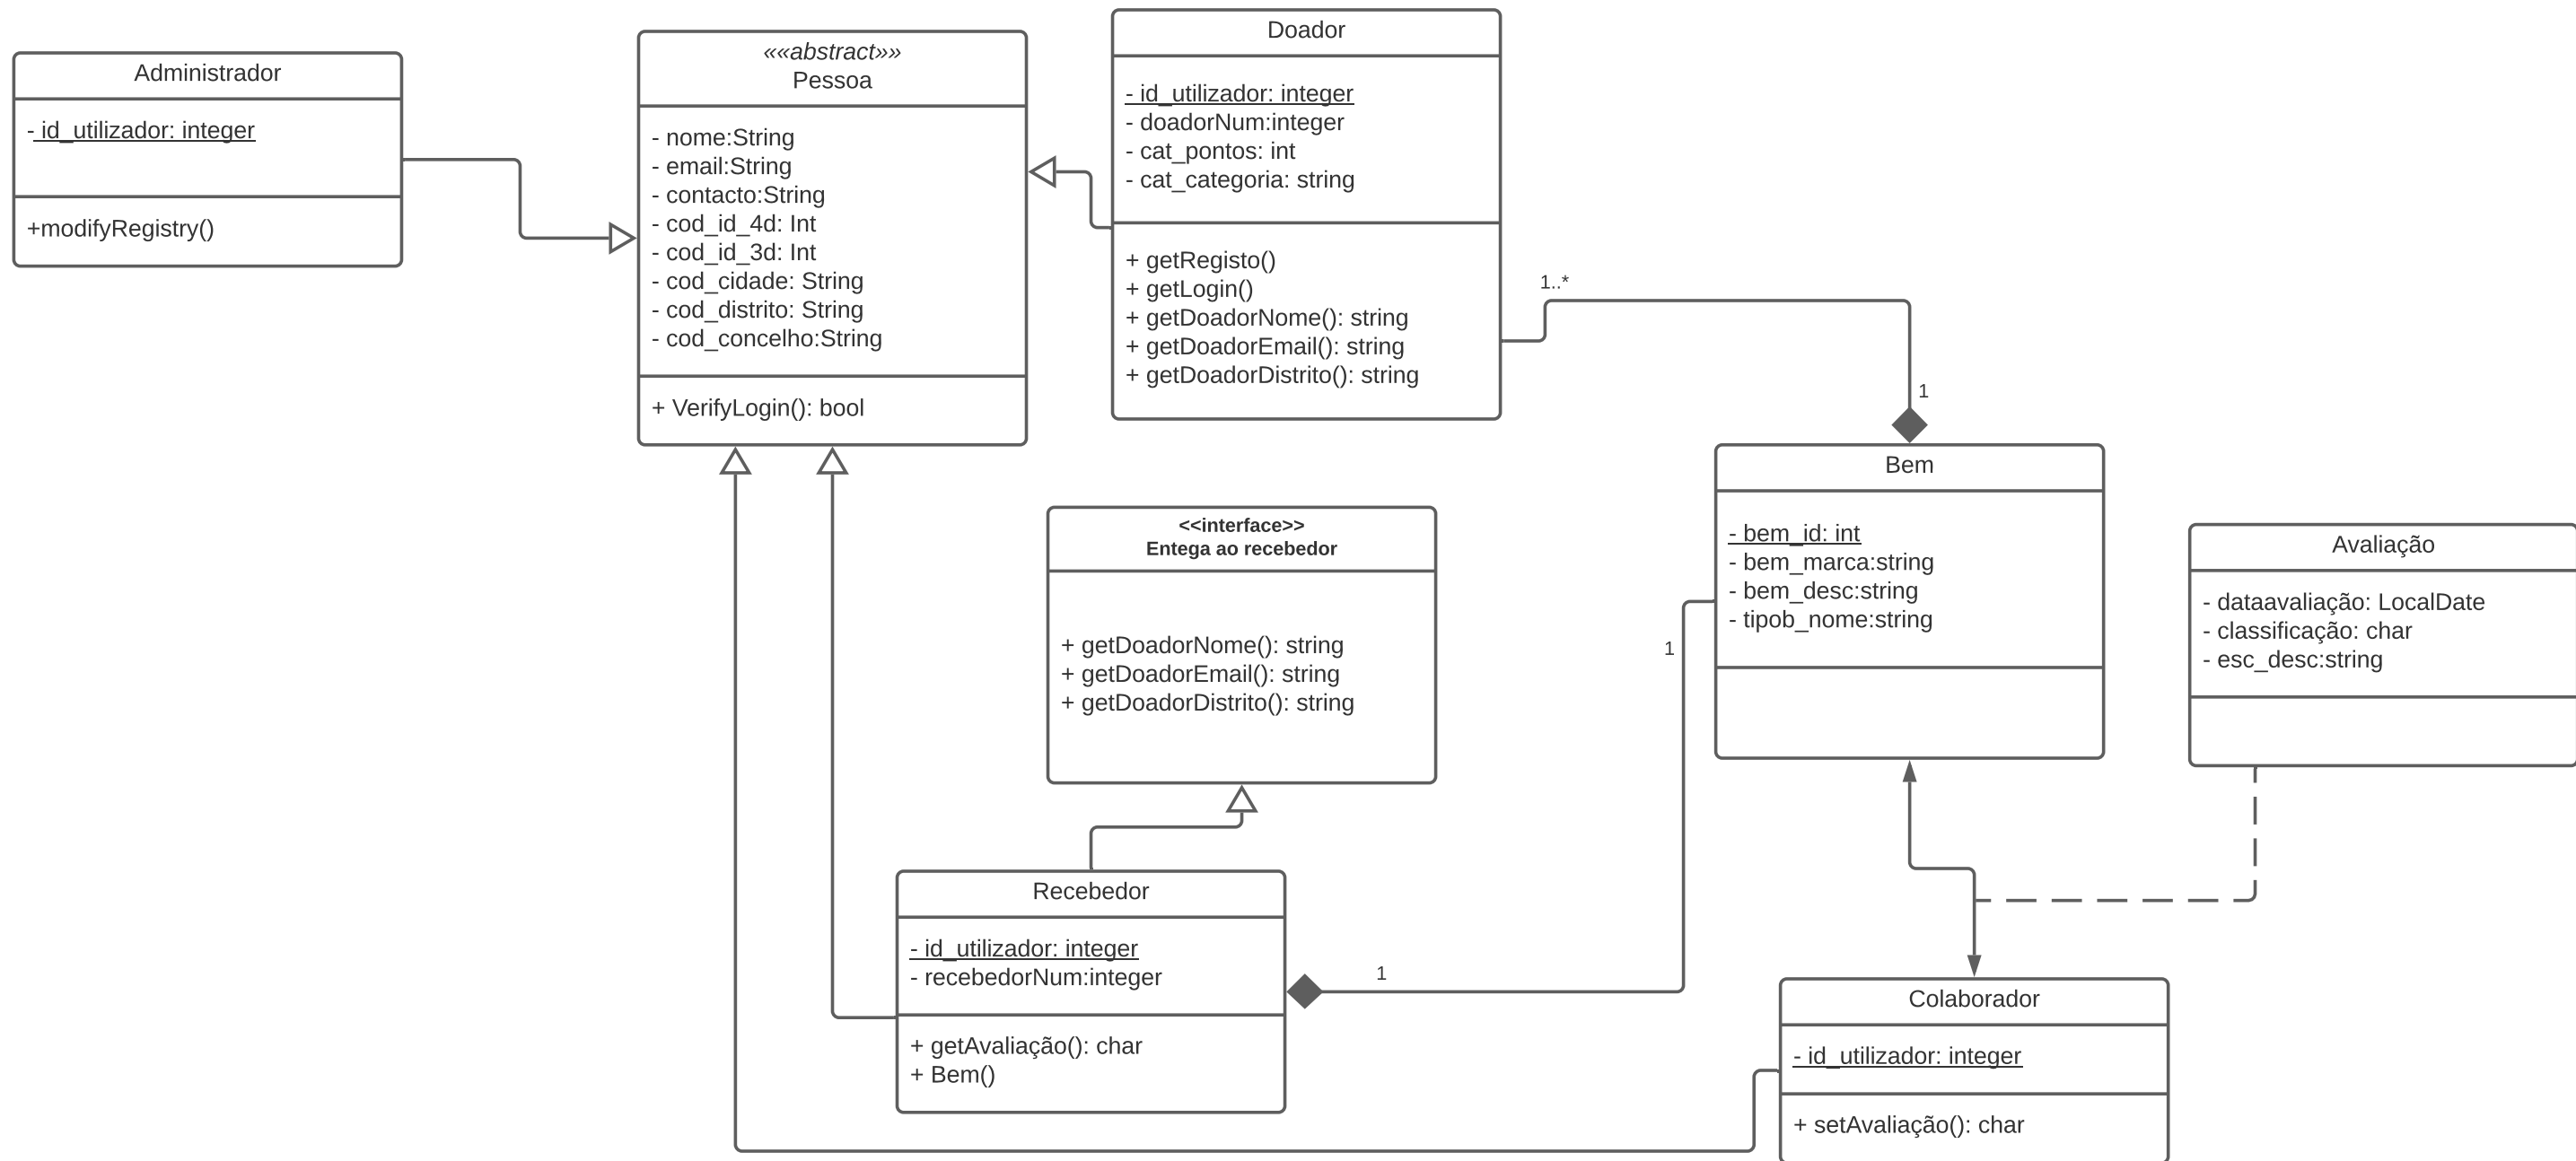 Administrador
- id_utilizador: integer
+modifyRegistry()
««abstract»»
Pessoa
- nome:String
- email:String
- contacto:String
- cod_id_4d: Int
- cod_id_3d: Int
- cod_cidade: String
- cod_distrito: String
- cod_concelho:String
+ VerifyLogin(): bool
Doador
- id_utilizador: integer
- doadorNum:integer
- cat_pontos: int
- cat_categoria: string
+ getRegisto()
+ getLogin()
+ getDoadorNome(): string
+ getDoadorEmail(): string
+ getDoadorDistrito(): string
1..*
1
Bem
- bem_id: int
- bem_marca:string
- bem_desc:string
- tipob_nome:string
Avaliação
- dataavaliação: LocalDate
- classificação: char
- esc_desc:string
<<interface>>
Entega ao recebedor
+ getDoadorNome(): string
+ getDoadorEmail(): string
+ getDoadorDistrito(): string
1
Recebedor
- id_utilizador: integer
- recebedorNum:integer
+ getAvaliação(): char
+ Bem()
1
Colaborador
- id_utilizador: integer
+ setAvaliação(): char